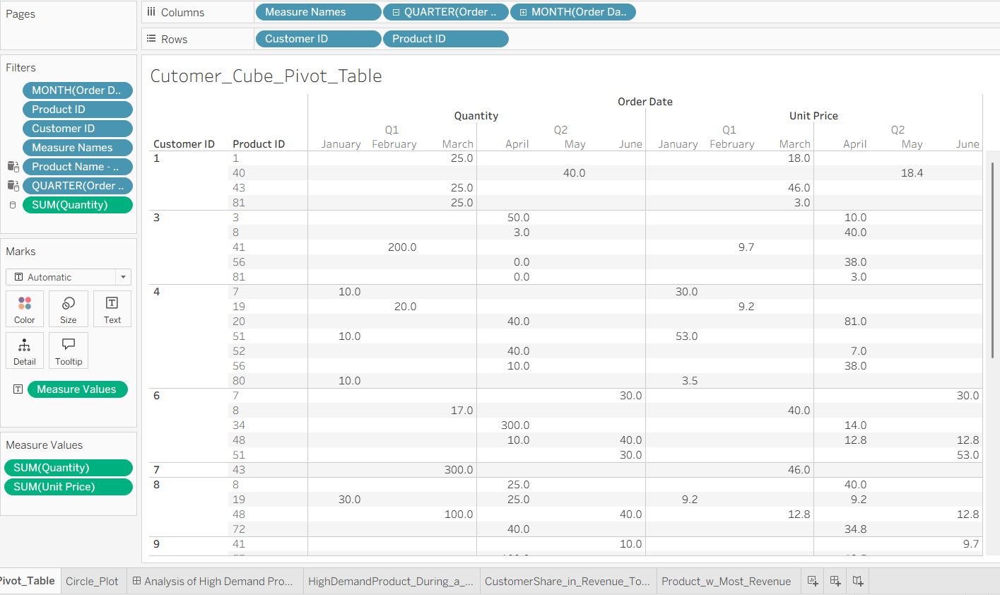 Pages
Columns
Measure Names
QUARTER(Order ..
MONTH(Order Da..
Rows
Customer ID
Product ID
Filters
MONTH(Order D..
Product ID
Customer ID
Measure Names
Product Name - ..
QUARTER(Order ..
SUM(Quantity)
Marks
Automatic
Color
Size
Text
Detail
Tooltip
Measure Values
Measure Values
SUM(Quantity)
SUM(Unit Price)
Cutomer_Cube_Pivot_Table
Order Date
Quantity Unit Price
Q1 Q2 Q1 Q2
Customer ID Product ID January February March April May June January February March April May June
1 1 25.0 18.0
40 40.0 18.4
43 25.0 46.0
81 25.0 3.0
3 3 50.0 10.0
8 3.0 40.0
41 200.0 9.7
56 0.0 38.0
81 0.0 3.0
4 7 10.0 30.0
19 20.0 9.2
20 40.0 81.0
51 10.0 53.0
52 40.0 7.0
56 10.0 38.0
80 10.0 3.5
6 7 30.0 30.0
8 17.0 40.0
34 300.0 14.0
48 10.0 40.0 12.8 12.8
51 30.0 53.0
7 43 300.0 46.0
8 8 25.0 40.0
19 30.0 25.0 9.2 9.2
48 100.0 40.0 12.8 12.8
72 40.0 34.8
9 41 10.0 9.7
Pivot_Table
Circle_Plot
Analysis of High Demand Pro...
HighDemandProduct_During_a_...
CustomerShare_in_Revenue_To...
Product_w_Most_Revenue